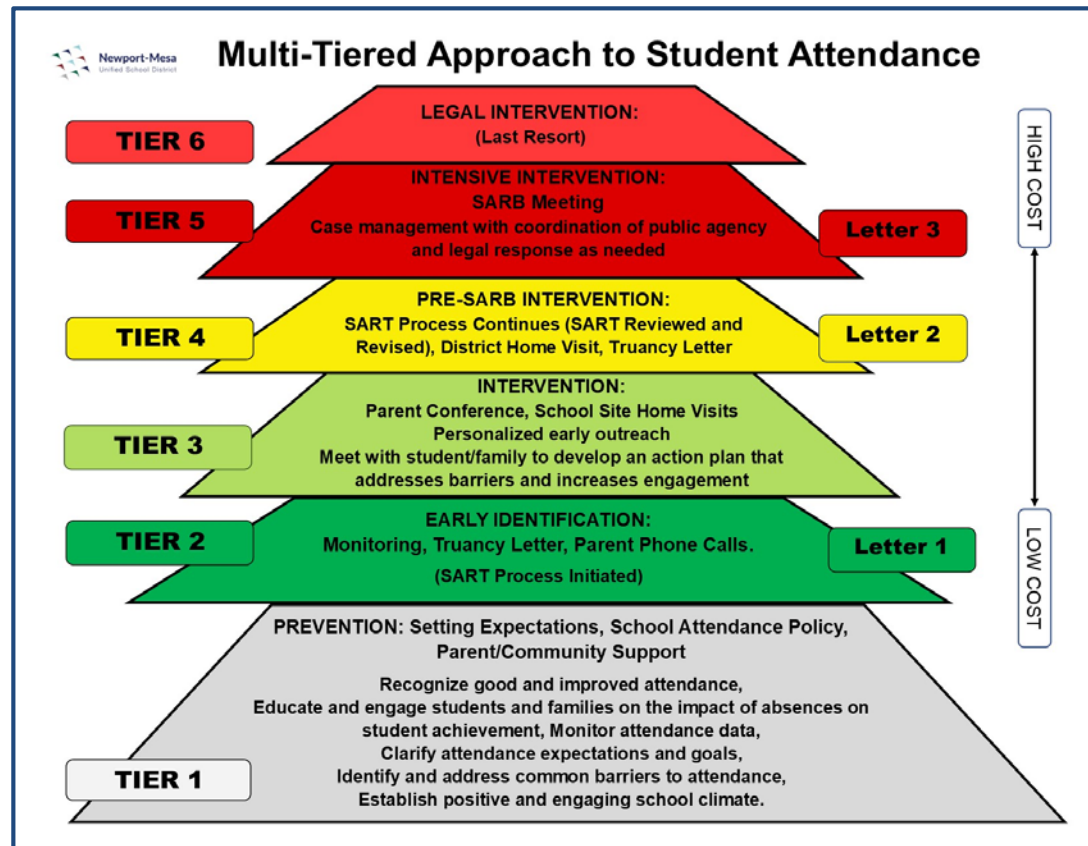 Newport-Mesa
Unified School District
Multi-Tiered Approach to Student Attendance
TIER 6
LEGAL INTERVENTION:
(Last Resort)
HIGH COST
TIER 5
INTENSIVE INTERVENTION:
SARB Meeting
Case management with coordination of public agency
and legal response as needed
Letter 3
TIER 4
PRE-SARB INTERVENTION:
SART Process Continues (SART Reviewed and
Revised), District Home Visit, Truancy Letter
Letter 2
TIER 3
INTERVENTION:
Parent Conference, School Site Home Visits
Personalized early outreach
Meet with student/family to develop an action plan that
addresses barriers and increases engagement
TIER 2
EARLY IDENTIFICATION:
Monitoring, Truancy Letter, Parent Phone Calls.
(SART Process Initiated)
Letter 1
LOW COST
PREVENTION: Setting Expectations, School Attendance Policy,
Parent/Community Support
Recognize good and improved attendance,
Educate and engage students and families on the impact of absences on
student achievement, Monitor attendance data,
Clarify attendance expectations and goals,
Identify and address common barriers to attendance,
Establish positive and engaging school climate.
TIER 1